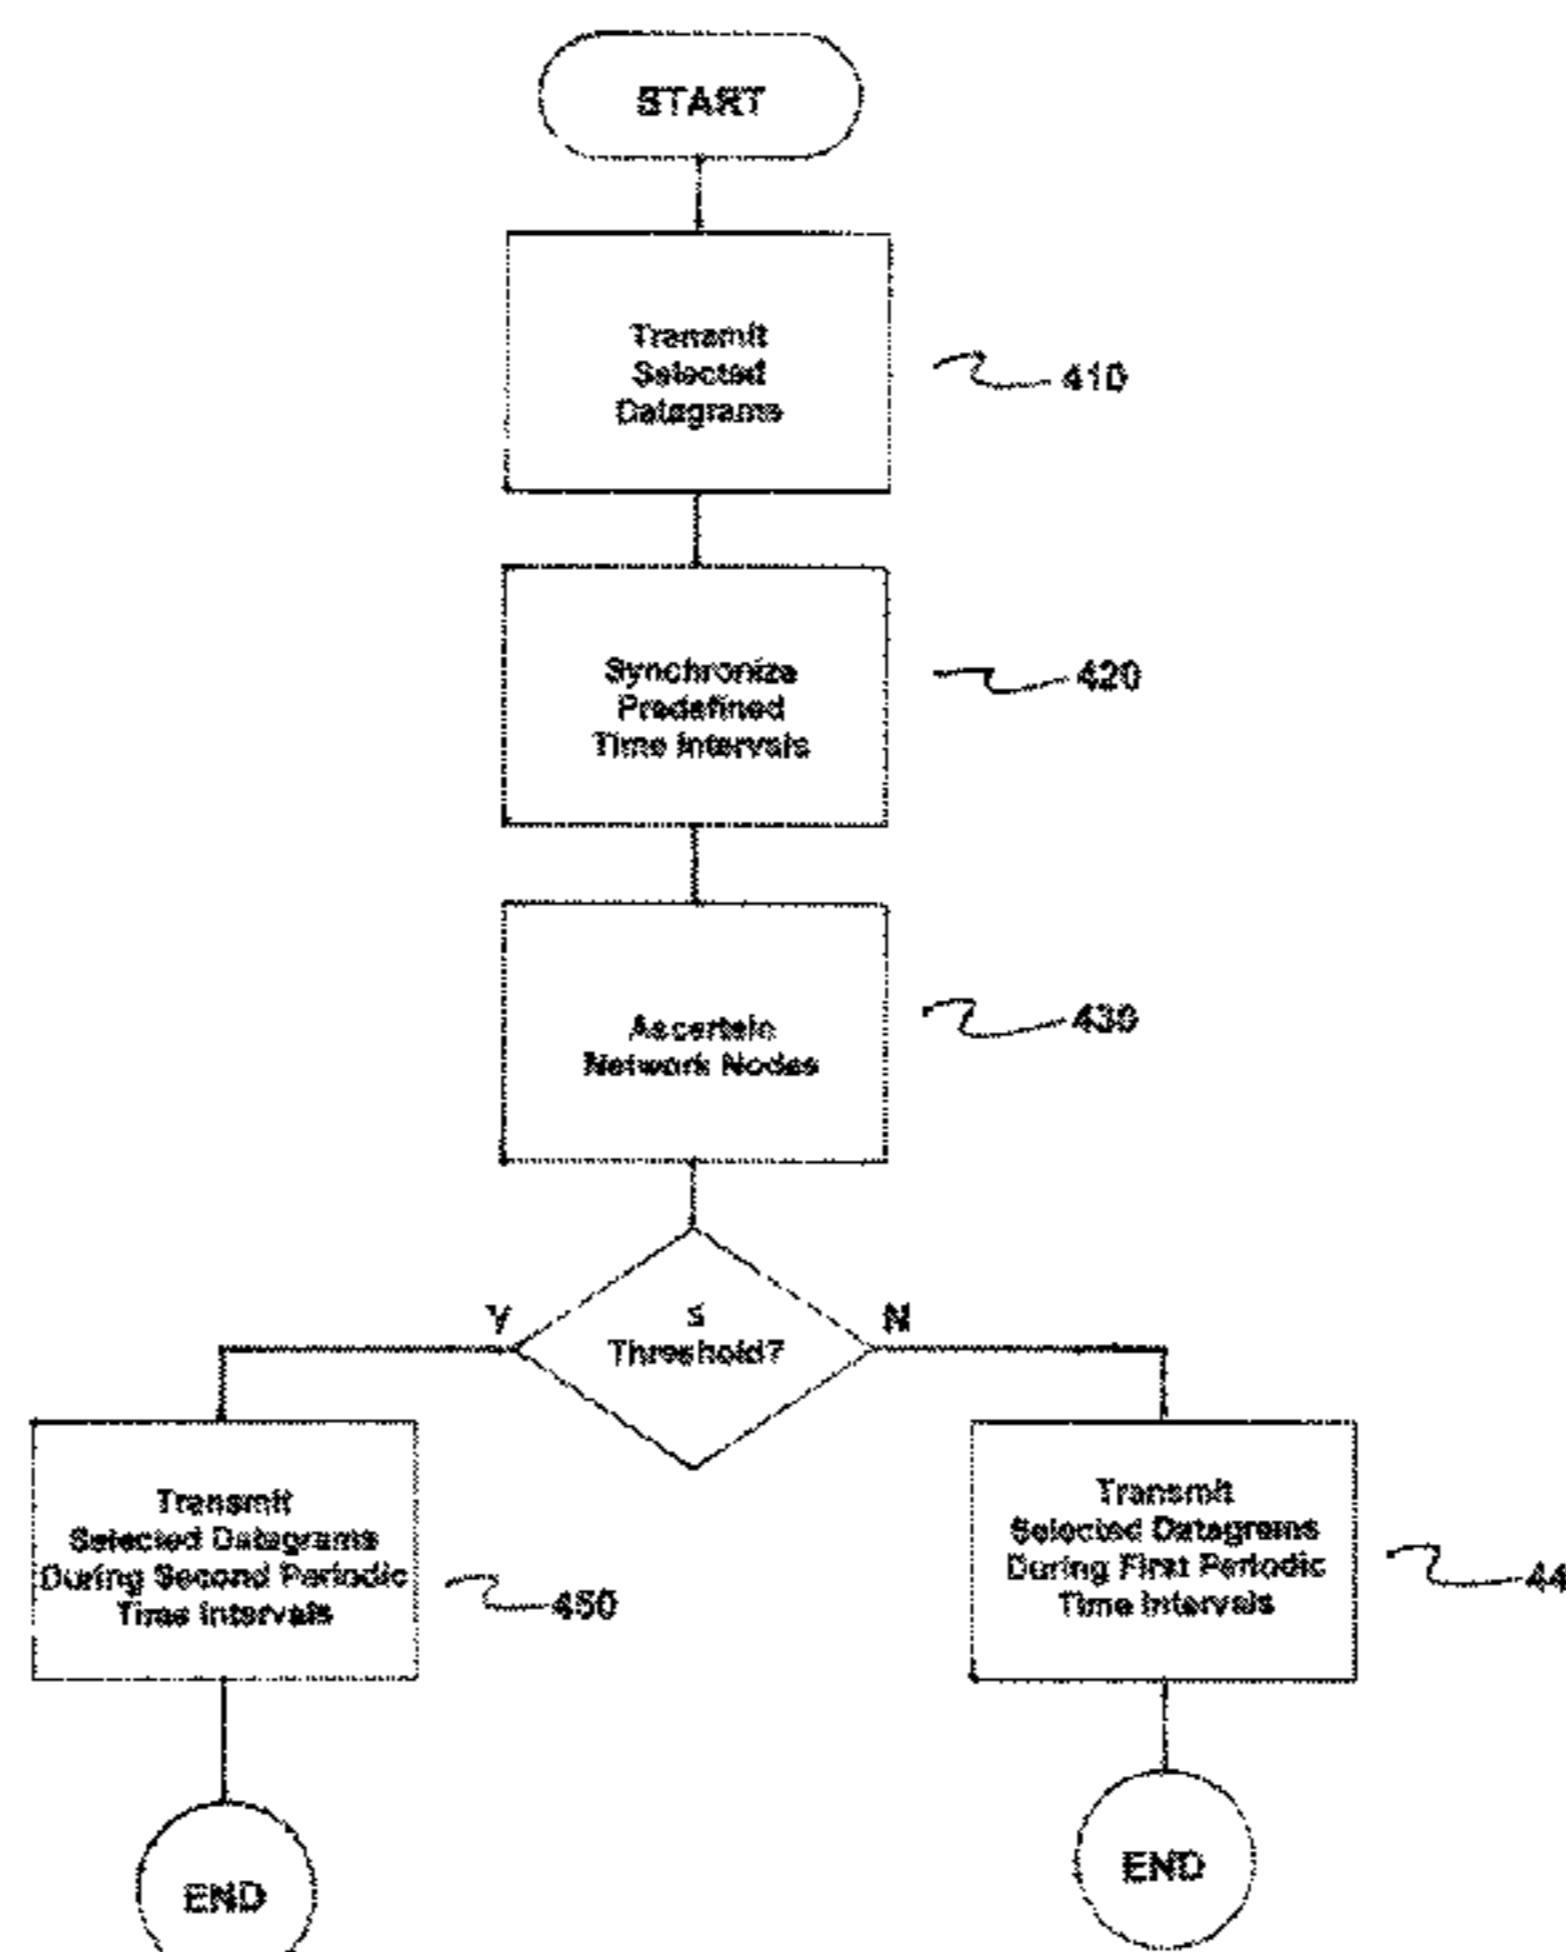 START
Transmit
Selected
Datagrams
410
Synchronize
Predefined
Time Intervals
420
Ascertain
Network Nodes
430
Y
≤
Threshold?
N
Transmit
Selected Datagrams
During Second Periodic
Time Intervals
450
Transmit
Selected Datagrams
During First Periodic
Time Intervals
44
END
END